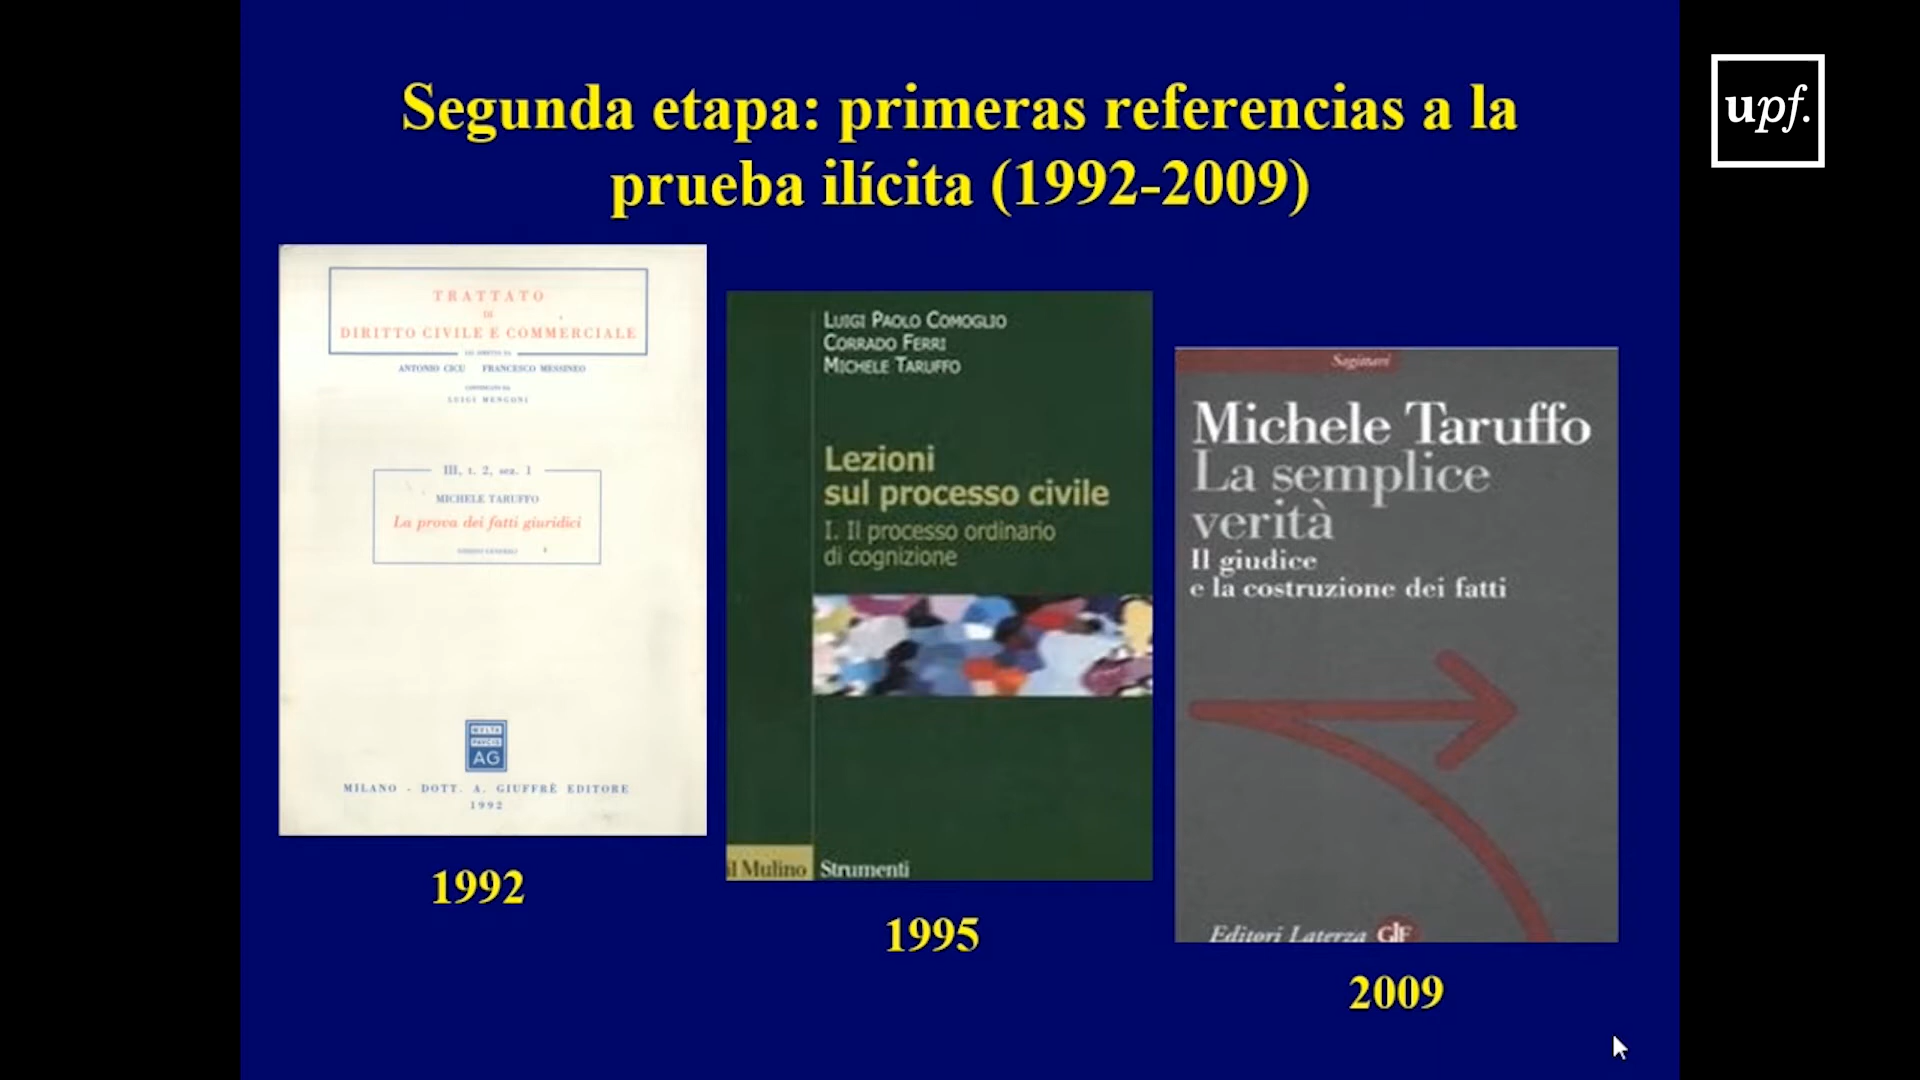 Segunda etapa: primeras referencias a la
prueba ilícita (1992-2009)
upf.
TRATTATO
DI
DIRITTO CIVILE E COMMERCIALE
ANTONIO CICU FRANCESCO MESSINEO
LUIGI MENGONI
III, t. 2, sez. 1
MICHELE TARUFFO
La prova dei fatti giuridici
MULTA
PAUCIS
AG
MILANO - DOTT. A. GIUFFRÈ EDITORE
1992
1992
LUIGI PAOLO COMOGLIO
CORRADO FERRI
MICHELE TARUFFO
Lezioni
sul processo civile
I. Il processo ordinario
di cognizione
il Mulino Strumenti
1995
Sagittari
Michele Taruffo
La semplice
verità
Il giudice
e la costruzione dei fatti
Editori Laterza GLF
2009